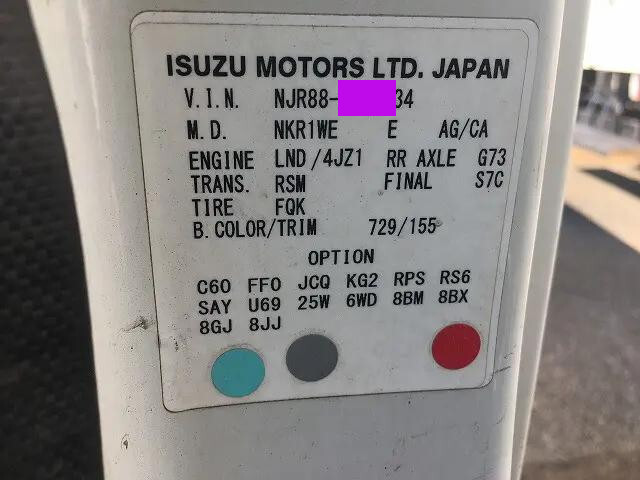 ISUZU MOTORS LTD. JAPAN
V.I.N. NJR88- 34
M.D. NKR1WE E AG/CA
ENGINE LND/4JZ1 RR AXLE G73
TRANS. RSM FINAL S7C
TIRE FQK
B.COLOR/TRIM 729/155
OPTION
C60 FF0 JCQ KG2 RPS RS6
SAY U69 25W 6WD 8BM 8BX
8GJ 8JJ